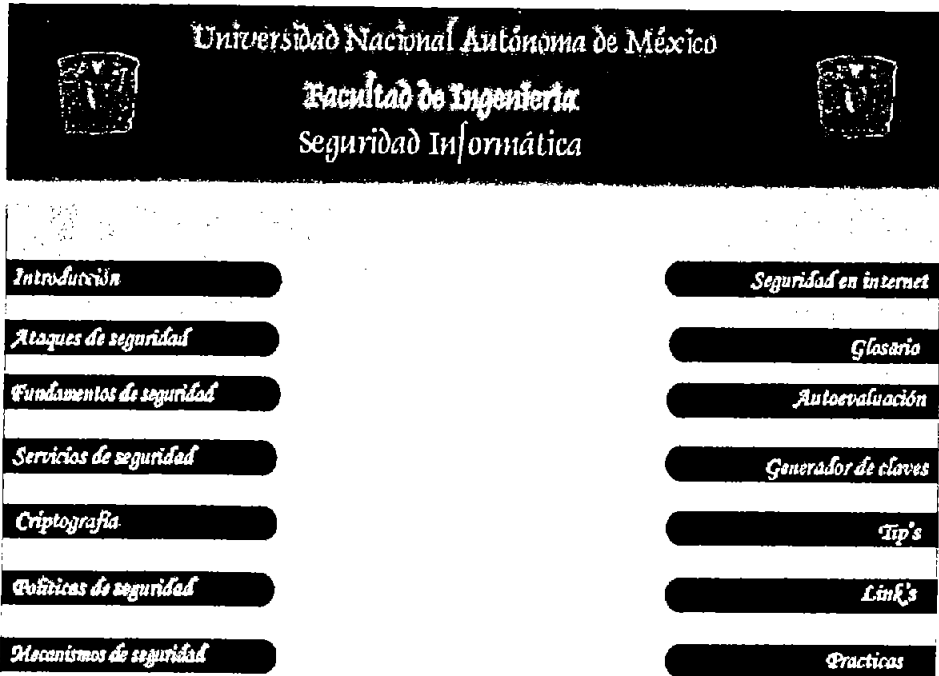 Universidad Nacional Autónoma de México
Facultad de Ingeniería
Seguridad Informática
Introducción
Ataques de seguridad
Fundamentos de seguridad
Servicios de seguridad
Criptografía
Políticas de seguridad
Mecanismos de seguridad
Seguridad en internet
Glosario
Autoevaluación
Generador de claves
Tip's
Link's
Practicas